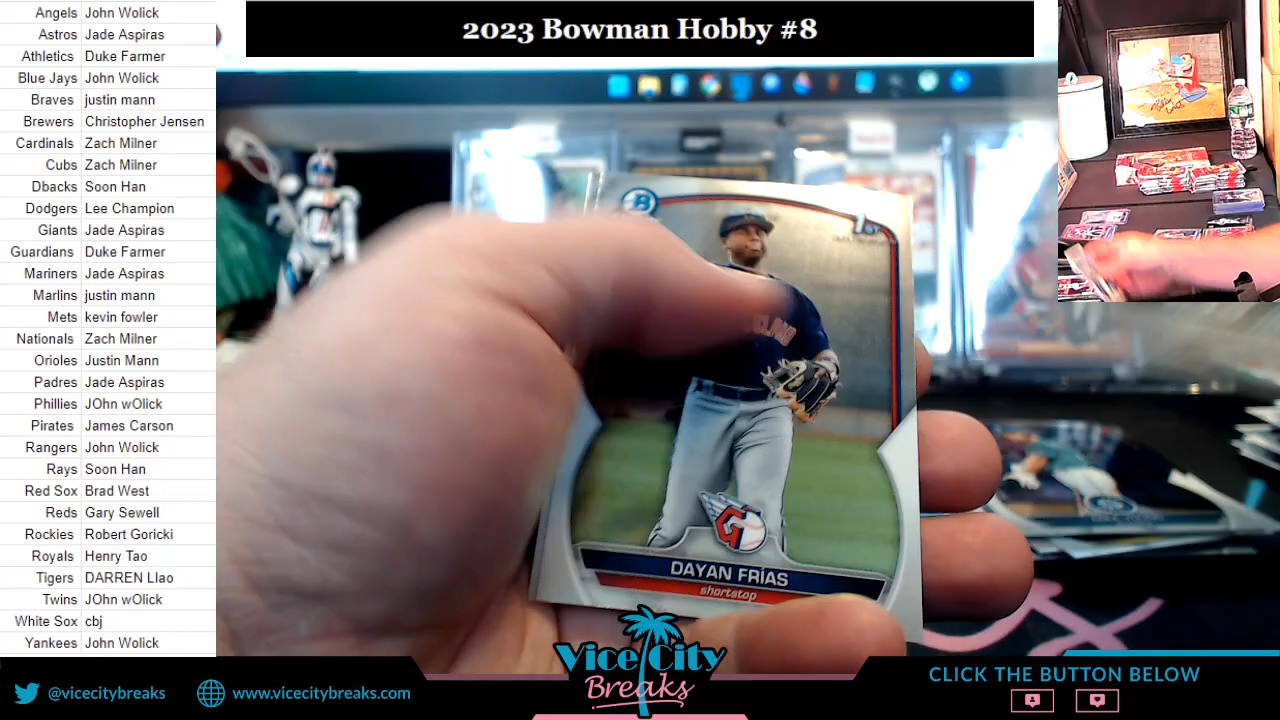 2023 Bowman Hobby #8
Angels John Wolick
Astros Jade Aspiras
Athletics Duke Farmer
Blue Jays John Wolick
Braves justin mann
Brewers Christopher Jensen
Cardinals Zach Milner
Cubs Zach Milner
Dbacks Soon Han
Dodgers Lee Champion
Giants Jade Aspiras
Guardians Duke Farmer
Mariners Jade Aspiras
Marlins justin mann
Mets kevin fowler
Nationals Zach Milner
Orioles Justin Mann
Padres Jade Aspiras
Phillies JOhn wOlick
Pirates James Carson
Rangers John Wolick
Rays Soon Han
Red Sox Brad West
Reds Gary Sewell
Rockies Robert Goricki
Royals Henry Tao
Tigers DARREN LIao
Twins JOhn wOlick
White Sox cbj
Yankees John Wolick
B
1st
DAYAN FRÍAS
shortstop
Vice City
Breaks
@vicecitybreaks
www.vicecitybreaks.com
CLICK THE BUTTON BELOW